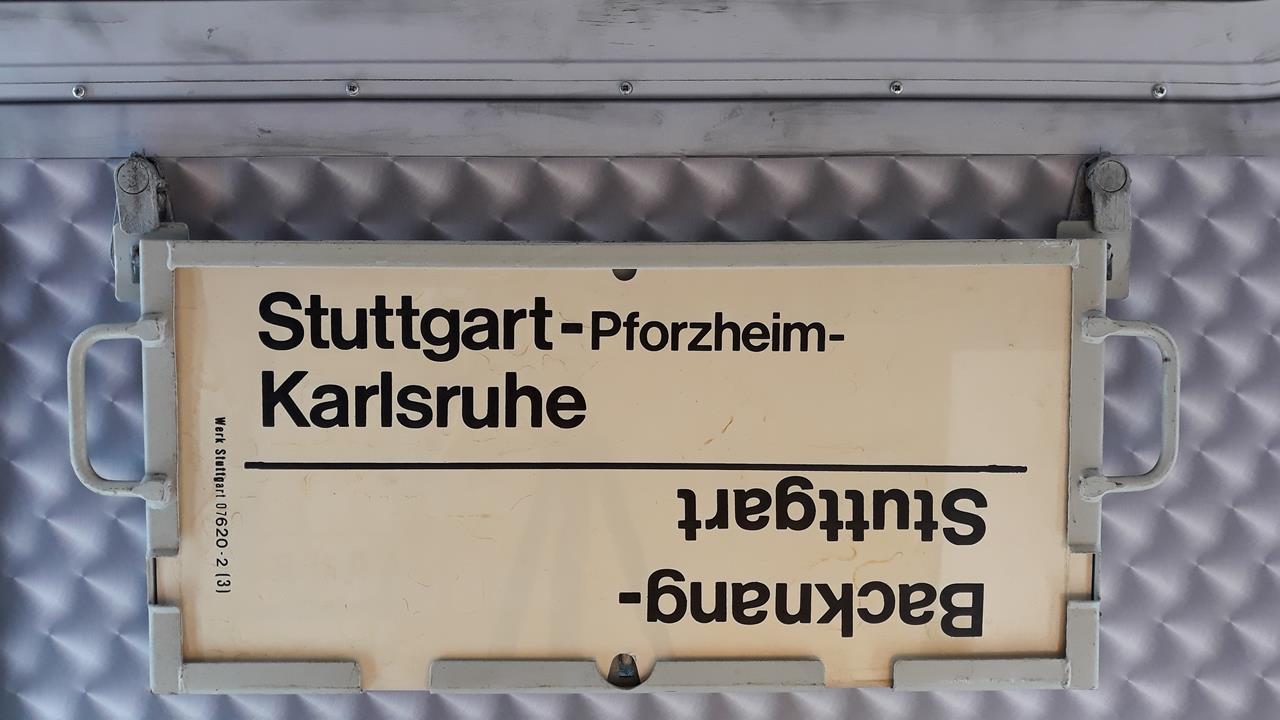 Stuttgart-Pforzheim-
Karlsruhe
Werk Stuttgart 07620-2 (3)
Backnang-
Stuttgart